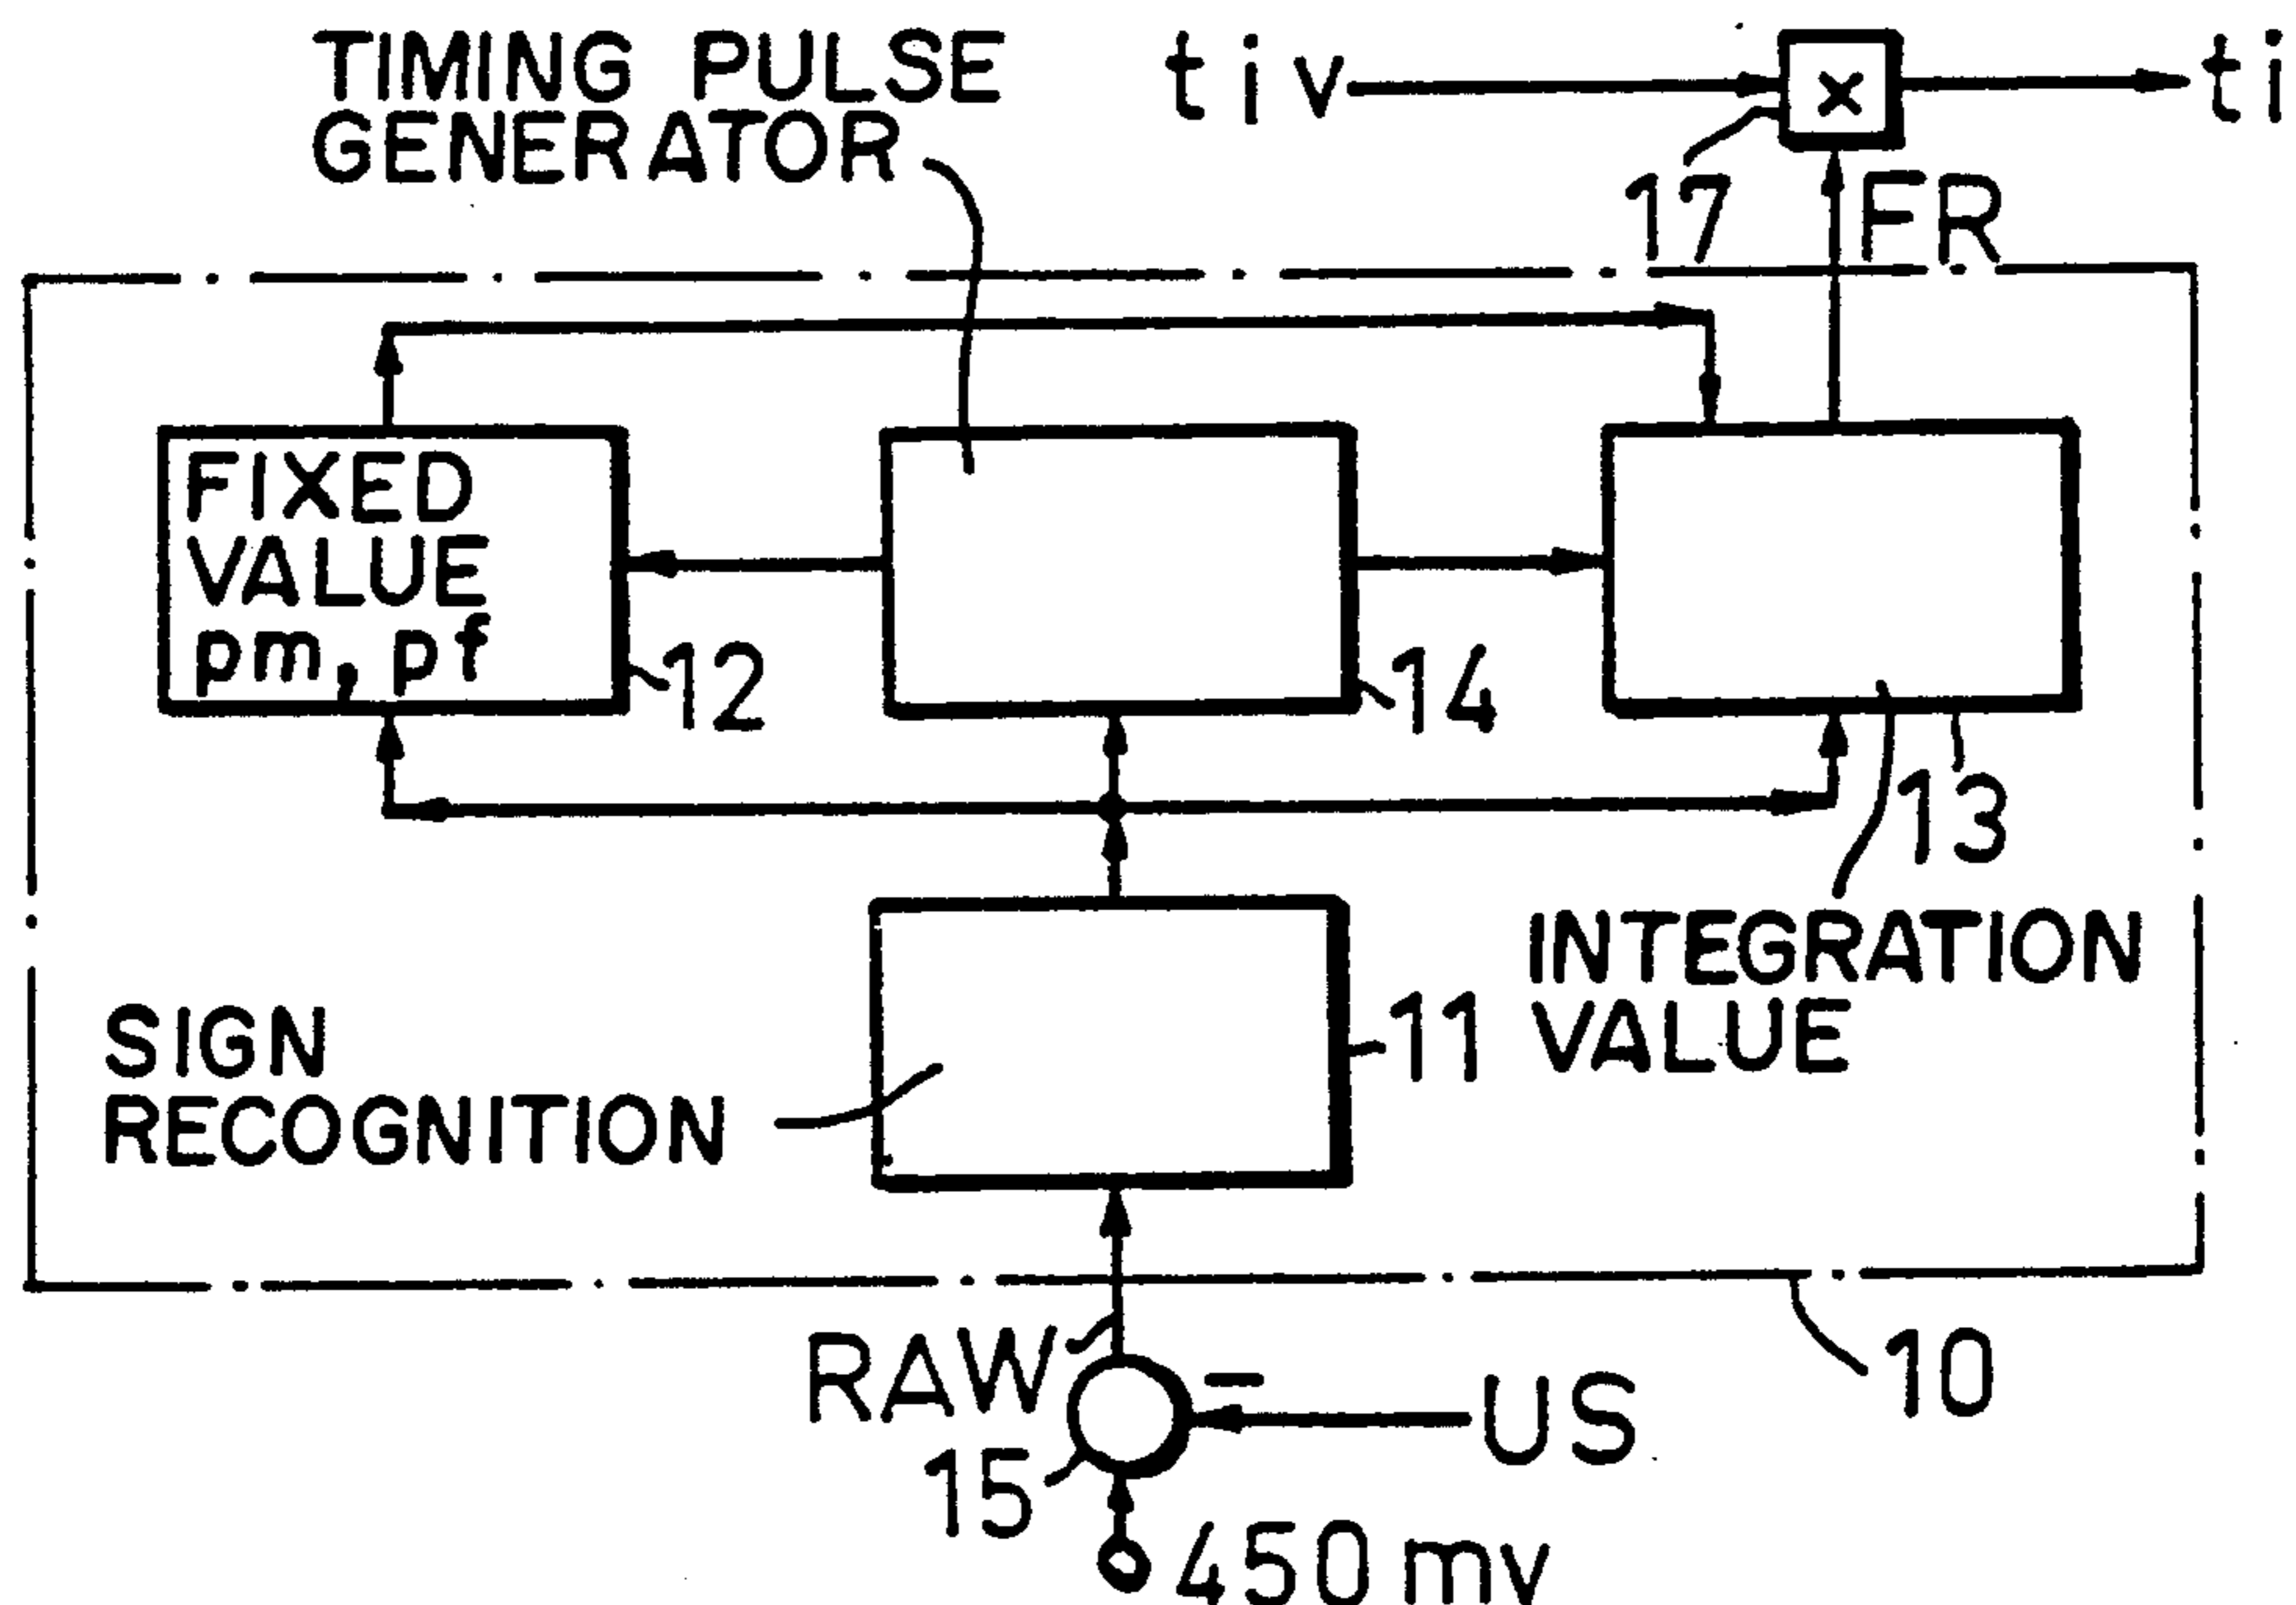 TIMING PULSE
GENERATOR
t i v
x
ti
17
FR
FIXED
VALUE
pm, pf
12
14
13
INTEGRATION
VALUE
11
SIGN
RECOGNITION
10
RAW
-
US
15
450 mv